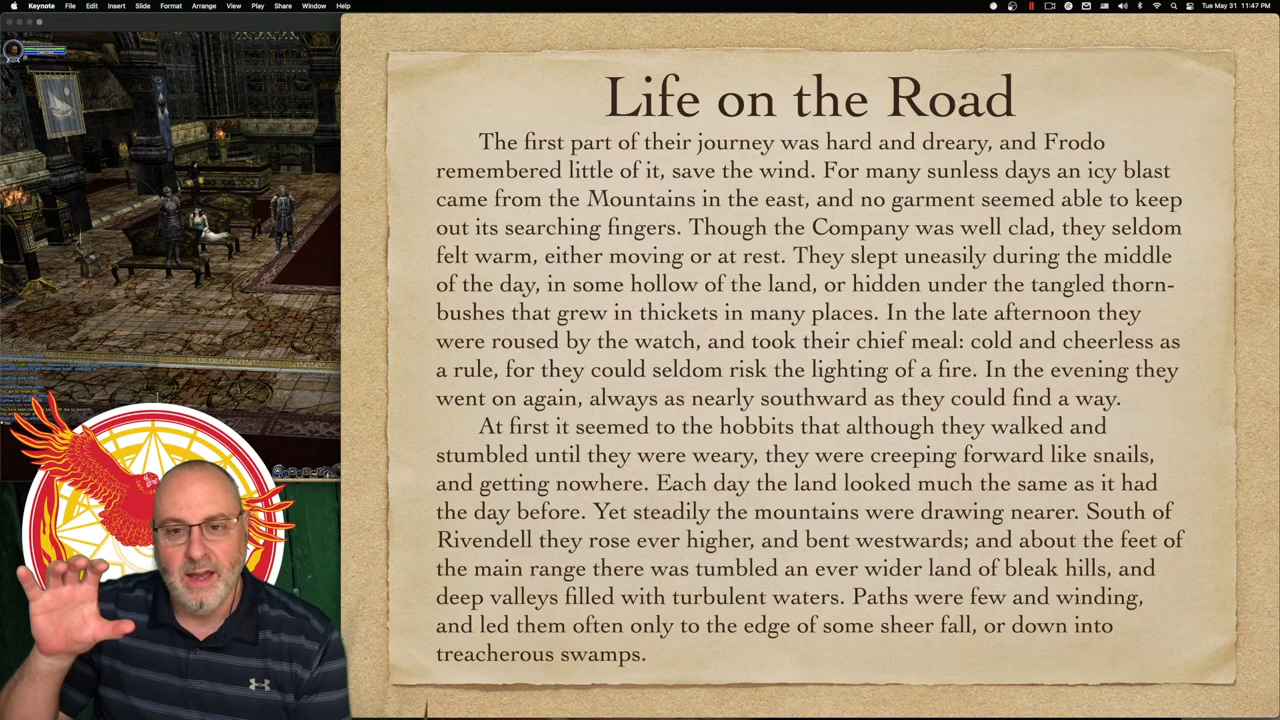 Keynote File Edit Insert Slide Format Arrange View Play Share Window Help
Tue May 31 11:47 PM
Life on the Road
The first part of their journey was hard and dreary, and Frodo
remembered little of it, save the wind. For many sunless days an icy blast
came from the Mountains in the east, and no garment seemed able to keep
out its searching fingers. Though the Company was well clad, they seldom
felt warm, either moving or at rest. They slept uneasily during the middle
of the day, in some hollow of the land, or hidden under the tangled thorn-
bushes that grew in thickets in many places. In the late afternoon they
were roused by the watch, and took their chief meal: cold and cheerless as
a rule, for they could seldom risk the lighting of a fire. In the evening they
went on again, always as nearly southward as they could find a way.
At first it seemed to the hobbits that although they walked and
stumbled until they were weary, they were creeping forward like snails,
and getting nowhere. Each day the land looked much the same as it had
the day before. Yet steadily the mountains were drawing nearer. South of
Rivendell they rose ever higher, and bent westwards; and about the feet of
the main range there was tumbled an ever wider land of bleak hills, and
deep valleys filled with turbulent waters. Paths were few and winding,
and led them often only to the edge of some sheer fall, or down into
treacherous swamps.